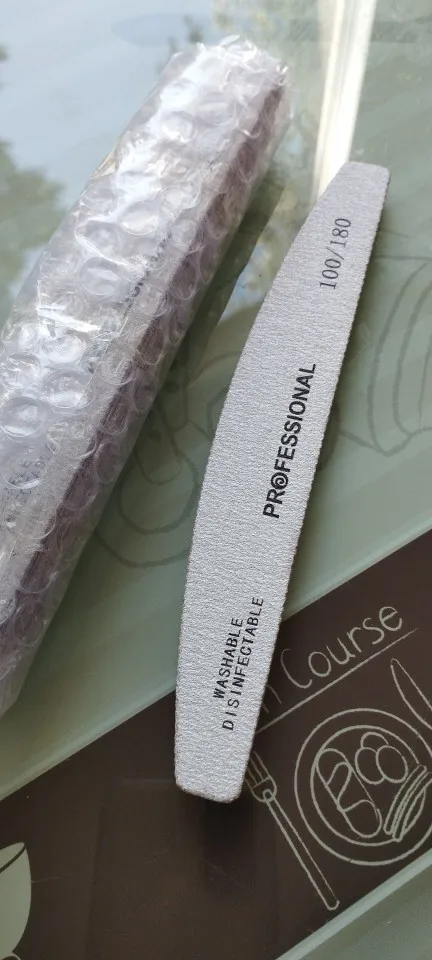 100/180
PROFESSIONAL
WASHABLE
DISINFECTABLE
Course